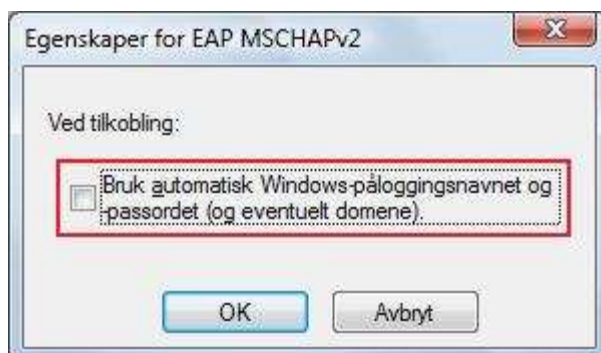 Egenskaper for EAP MSCHAPv2
Ved tilkobling:
Bruk automatisk Windows-påloggingsnavnet og
-passordet (og eventuelt domene).
OK
Avbryt